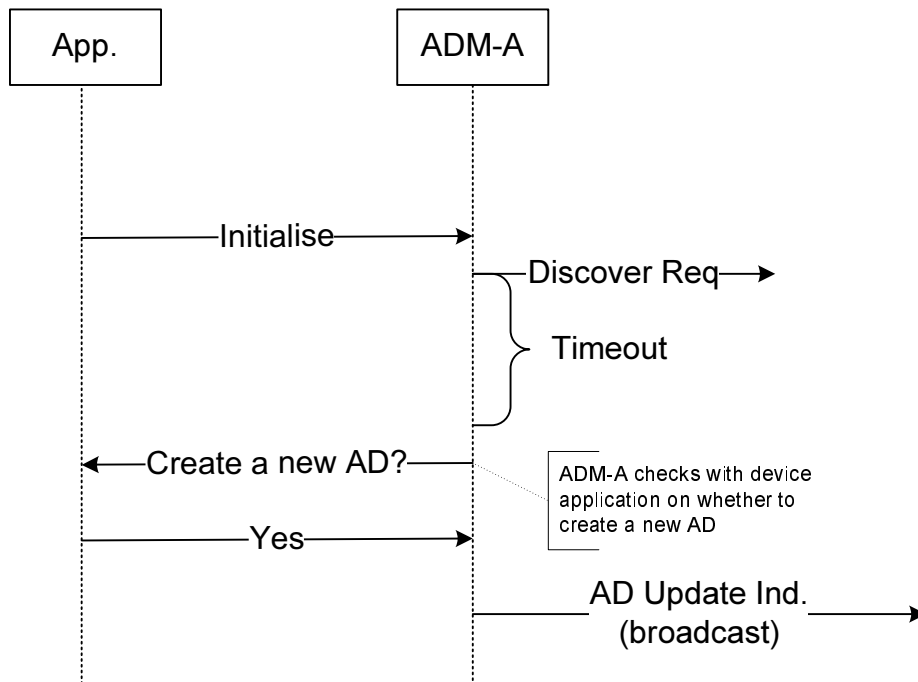 App.
ADM-A
Initialise
Discover Req
Timeout
Create a new AD?
ADM-A checks with device
application on whether to
create a new AD
Yes
AD Update Ind.
(broadcast)